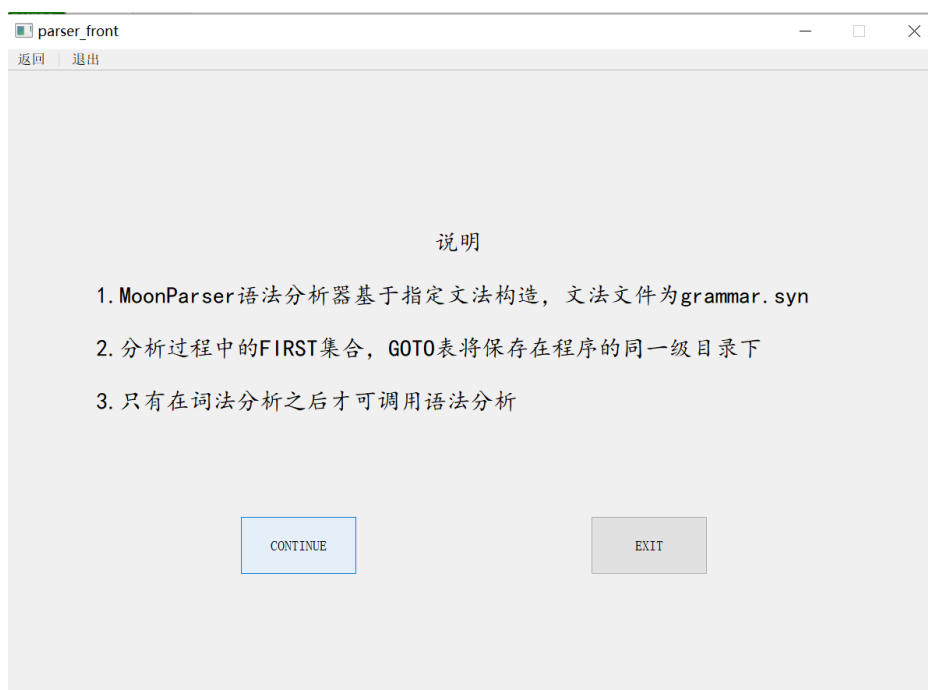 parser_front
返回 退出
说明
1.MoonParser语法分析器基于指定文法构造，文法文件为grammar.syn
2.分析过程中的FIRST集合，GOTO表将保存在程序的同一级目录下
3.只有在词法分析之后才可调用语法分析
CONTINUE EXIT